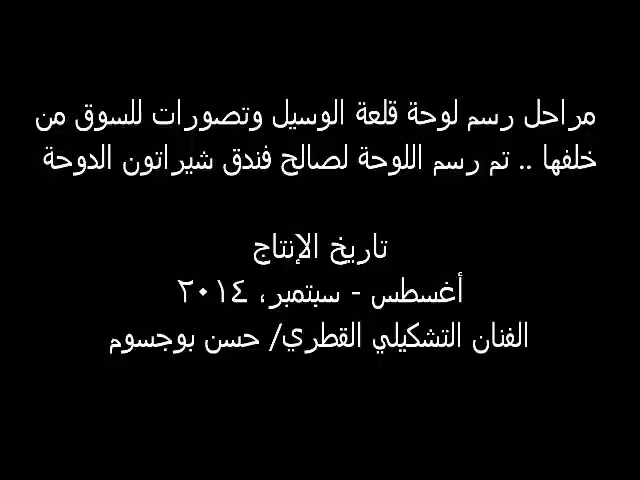 مراحل رسم لوحة قلعة الوسيل وتصورات للسوق من
خلفها .. تم رسم اللوحة لصالح فندق شيراتون الدوحة
تاريخ الإنتاج
أغسطس - سبتمبر، ٢٠١٤
الفنان التشكيلي القطري/ حسن بوجسوم